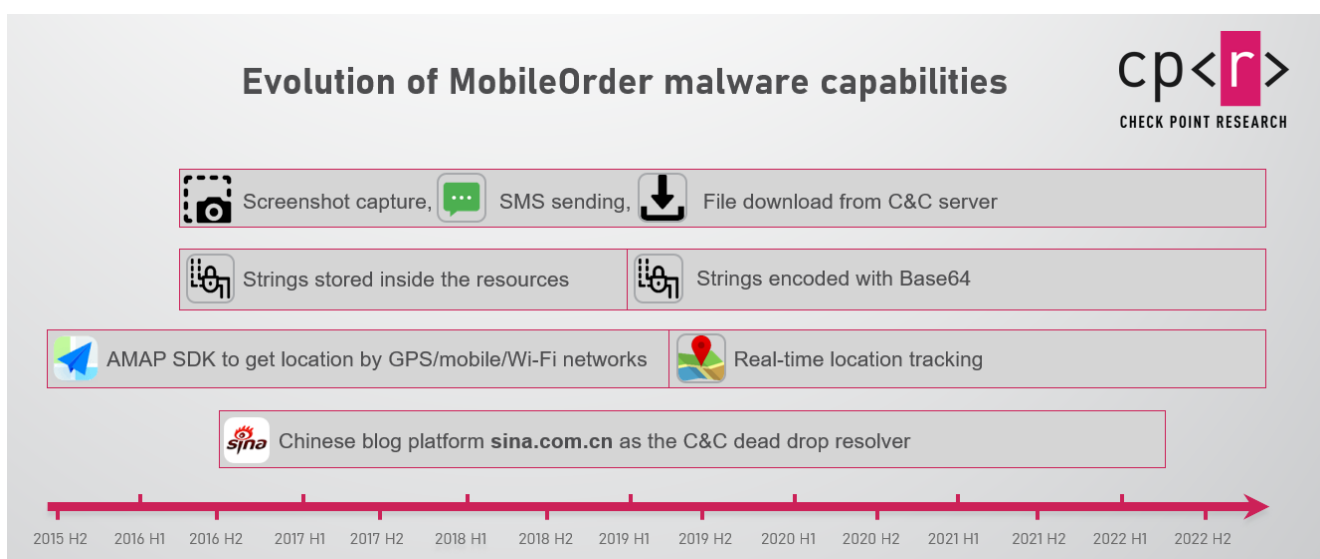 Evolution of MobileOrder malware capabilities
cp<r>
CHECK POINT RESEARCH
Screenshot capture, SMS sending, File download from C&C server
Strings stored inside the resources
Strings encoded with Base64
AMAP SDK to get location by GPS/mobile/Wi-Fi networks
Real-time location tracking
sina
Chinese blog platform sina.com.cn as the C&C dead drop resolver
2015 H2 2016 H1 2016 H2 2017 H1 2017 H2 2018 H1 2018 H2 2019 H1 2019 H2 2020 H1 2020 H2 2021 H1 2021 H2 2022 H1 2022 H2